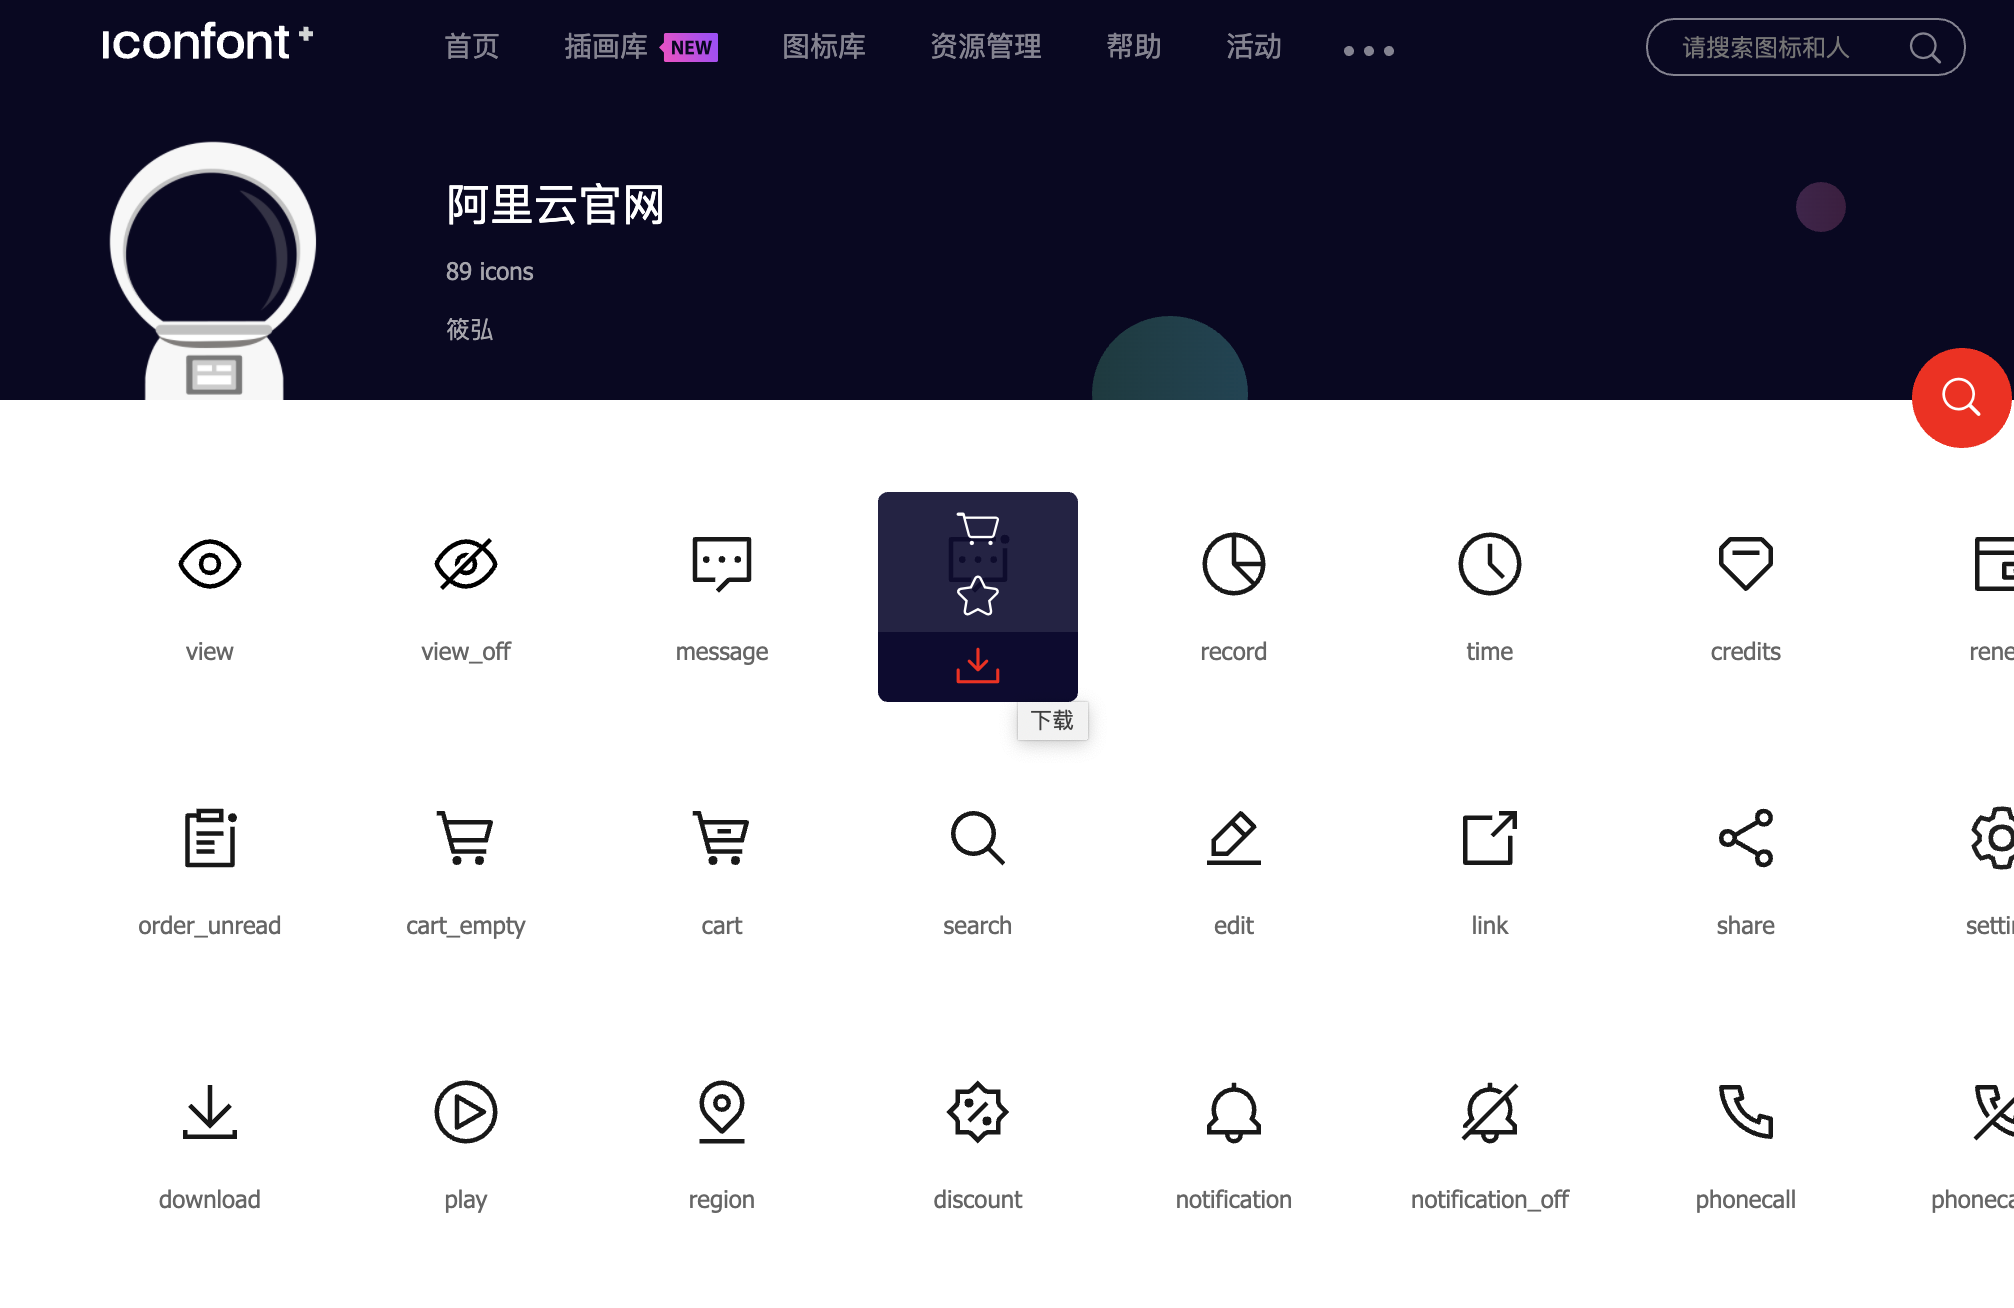 iconfont+
首页 插画库 NEW 图标库 资源管理 帮助 活动
请搜索图标和人
阿里云官网
89 icons
筱弘
view view_off message record time credits rene
下载
order_unread cart_empty cart search edit link share settin
download play region discount notification notification_off phonecall phoneca